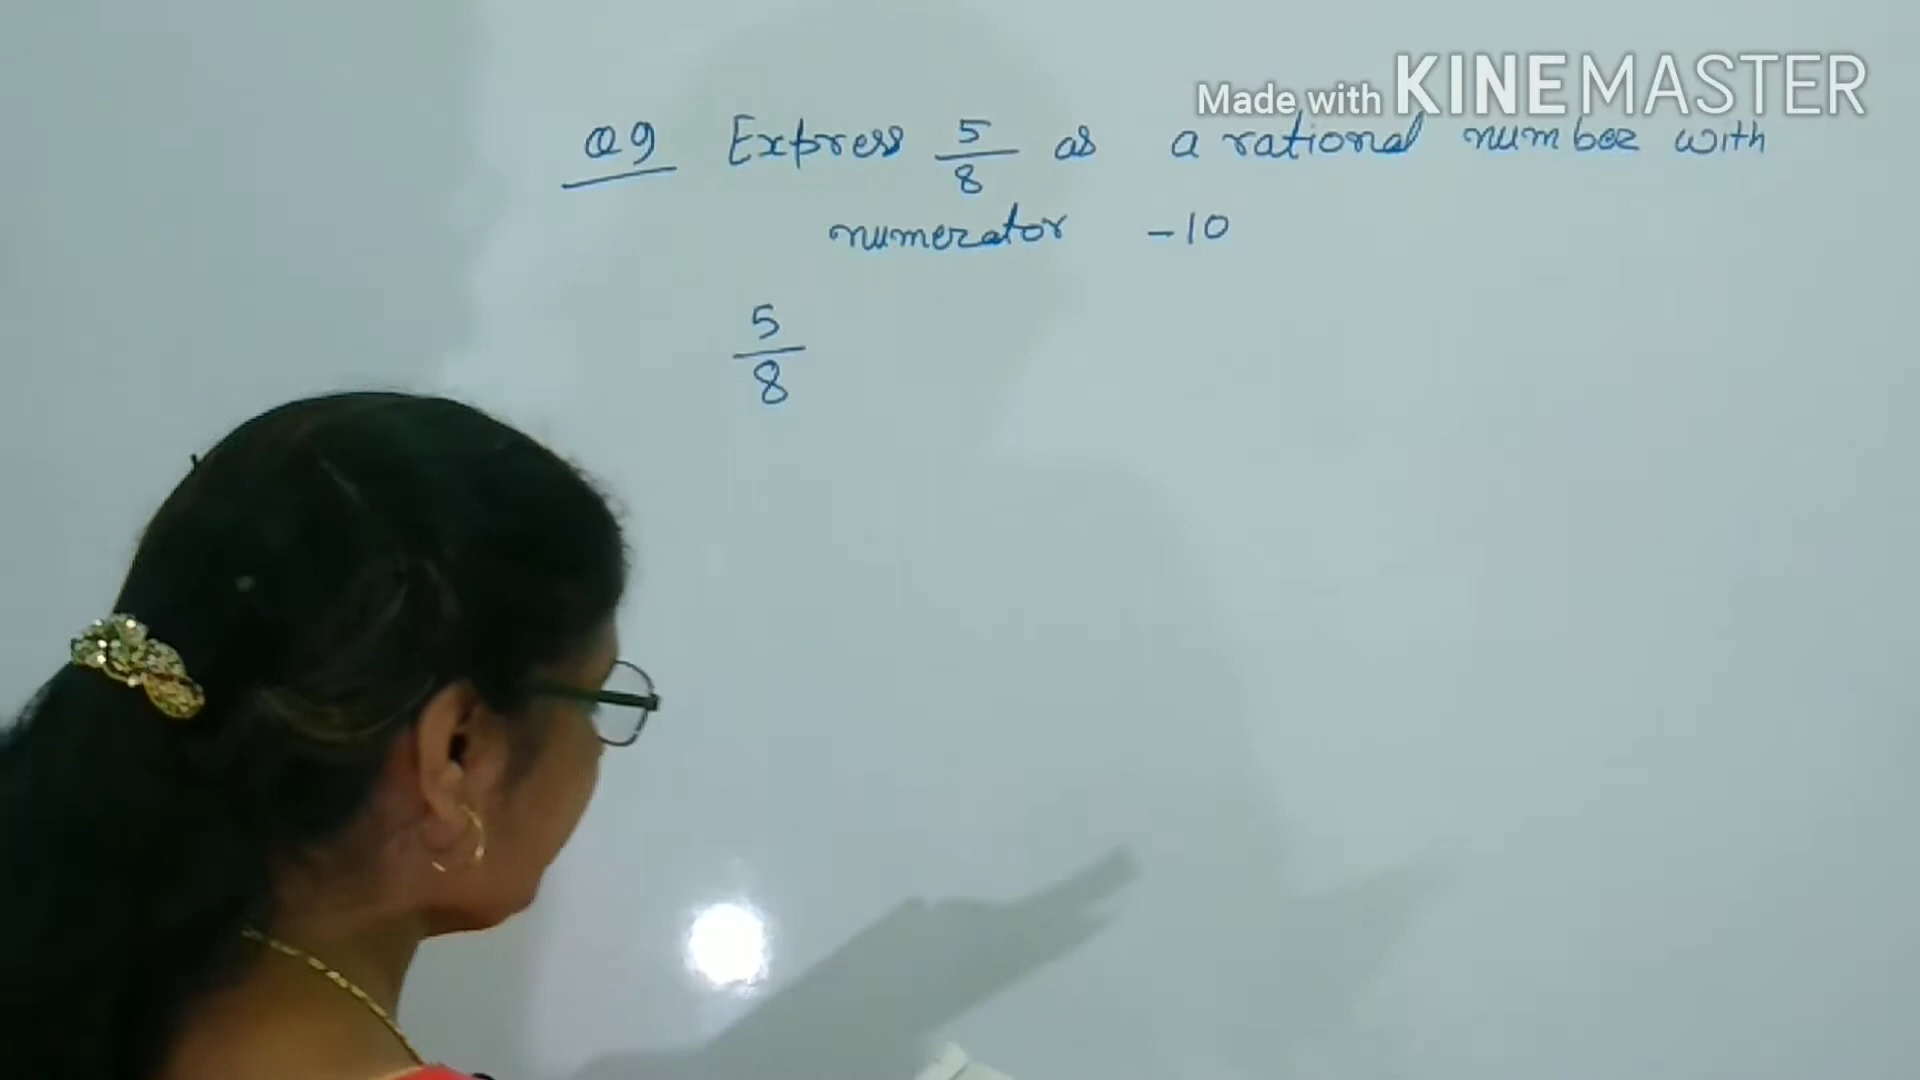 Made with KINEMASTER
Q9 Express 5/8 as a rational number with
numerator -10
5/8